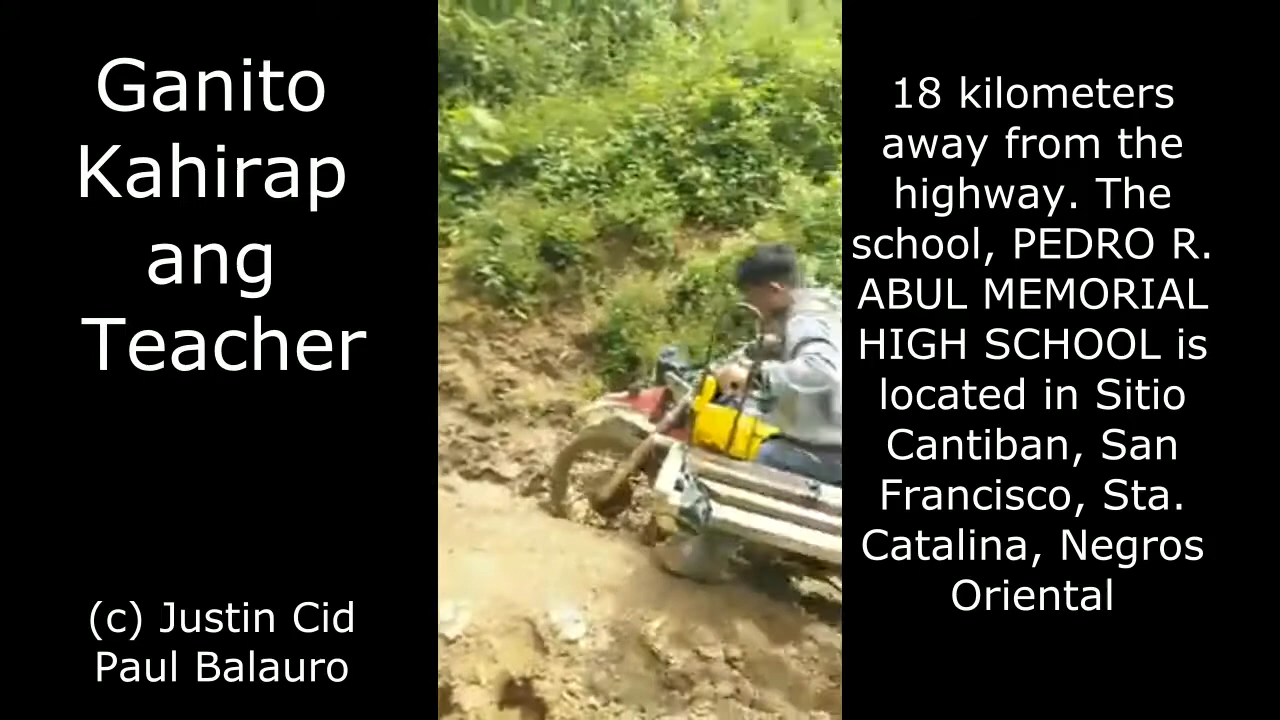 Ganito
Kahirap
ang
Teacher
(c) Justin Cid
Paul Balauro
18 kilometers
away from the
highway. The
school, PEDRO R.
ABUL MEMORIAL
HIGH SCHOOL is
located in Sitio
Cantiban, San
Francisco, Sta.
Catalina, Negros
Oriental